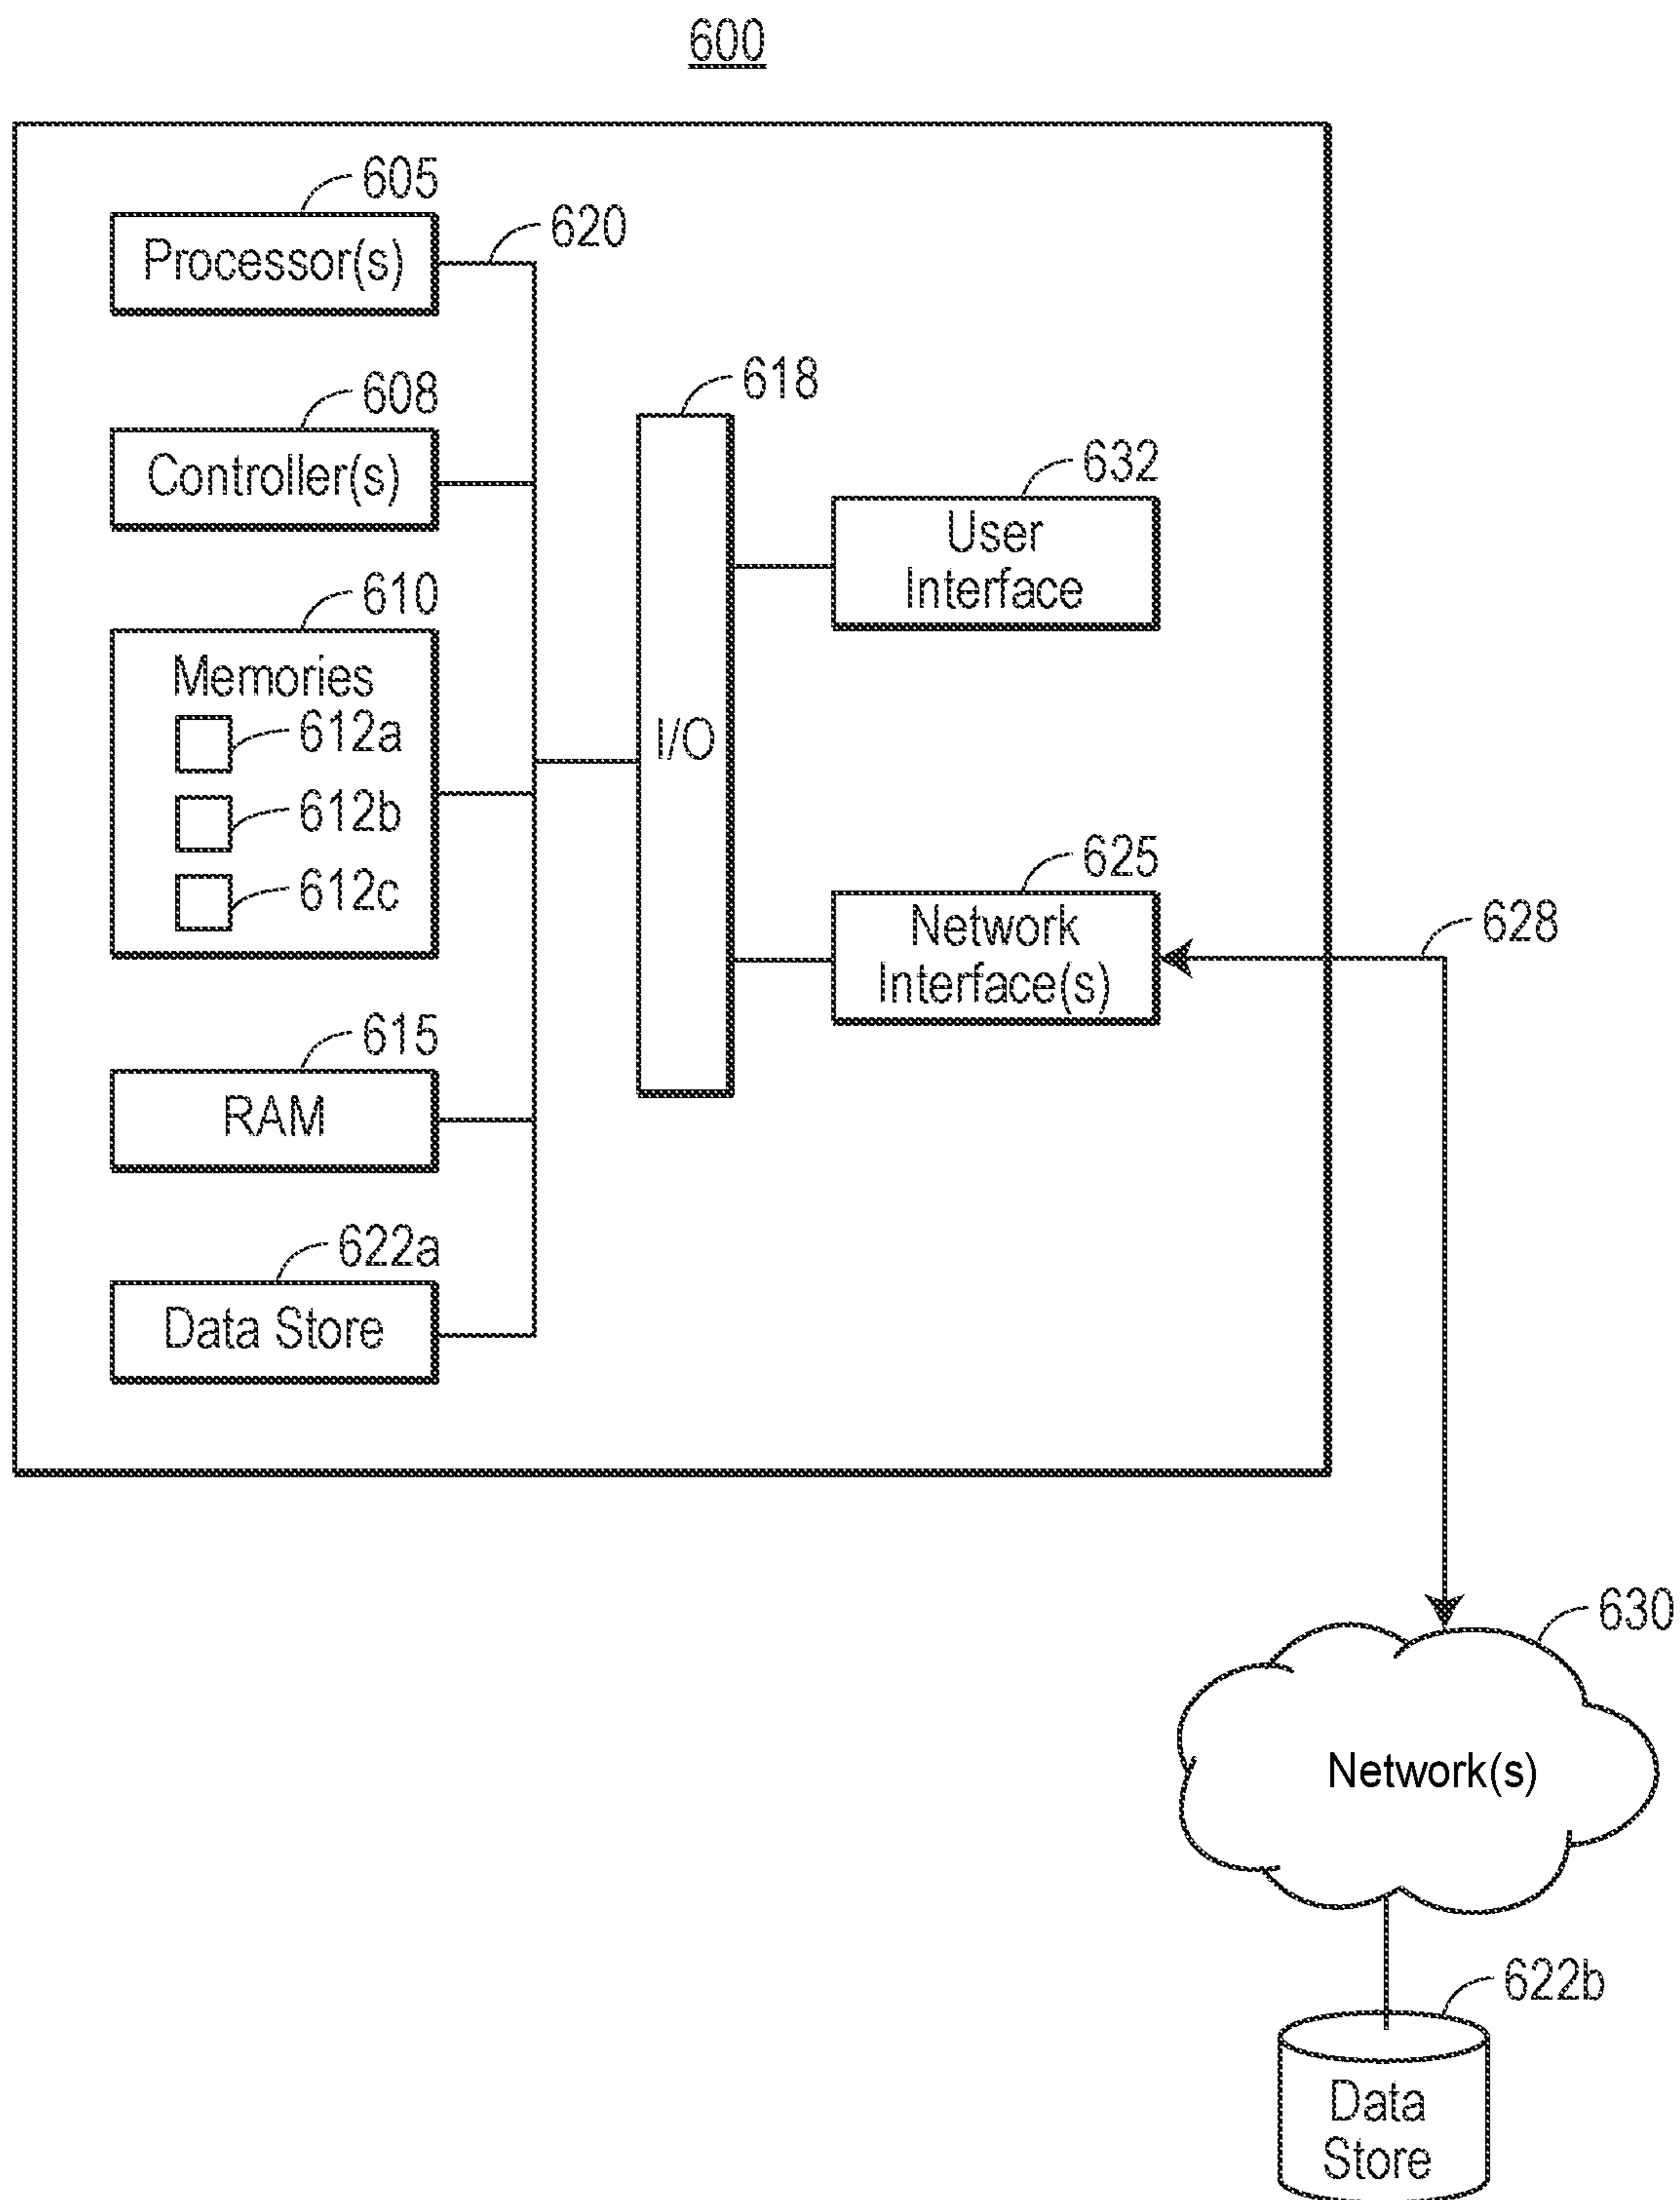 600
605
Processor(s)
620
608
Controller(s)
618
632
User
Interface
610
Memories
612a
612b
612c
I/O
625
Network
Interface(s)
628
615
RAM
622a
Data Store
630
Network(s)
622b
Data
Store